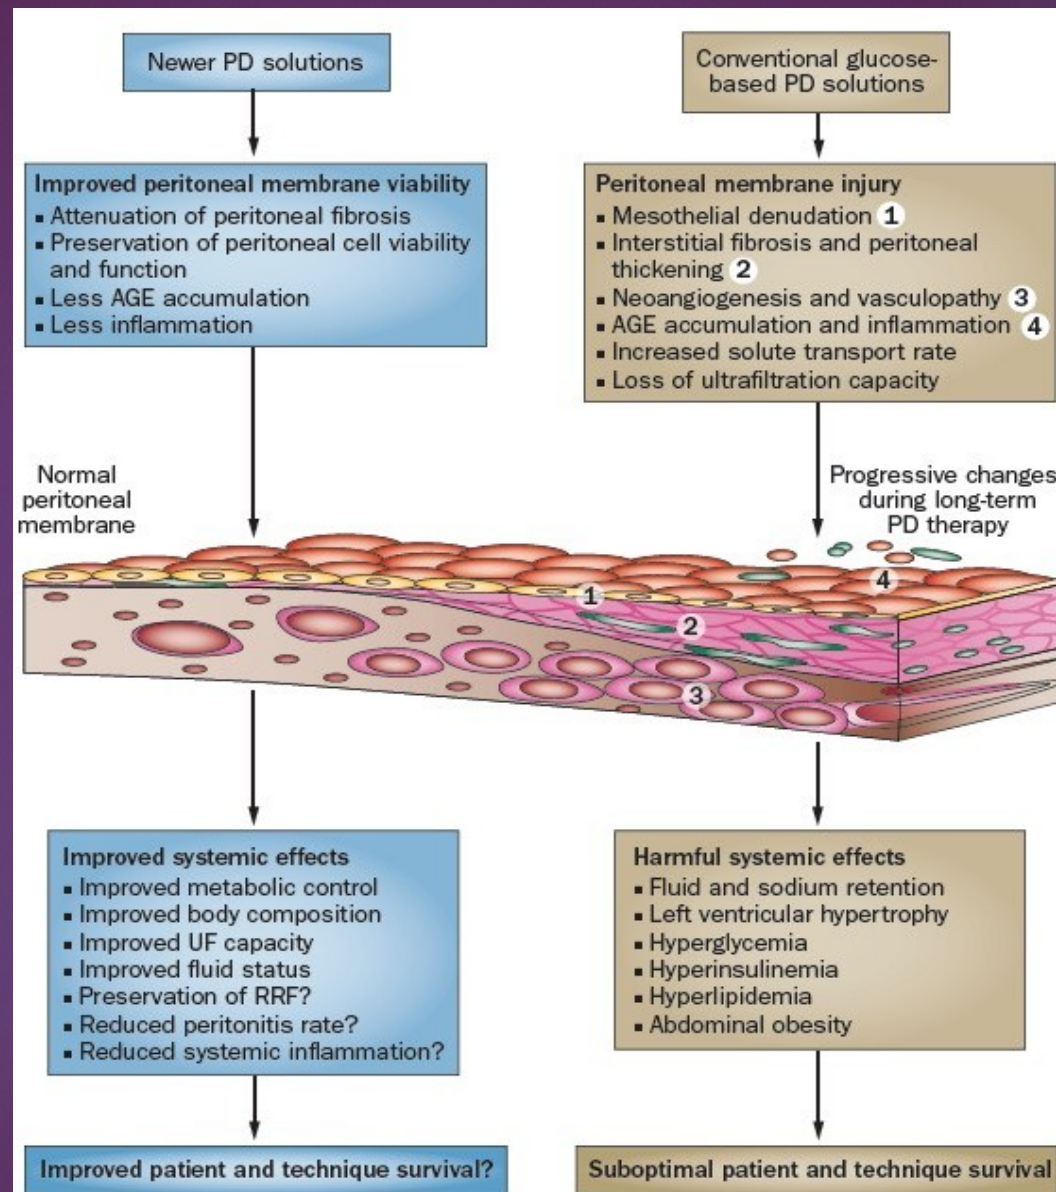 Newer PD solutions
Improved peritoneal membrane viability
▪ Attenuation of peritoneal fibrosis
▪ Preservation of peritoneal cell viability
and function
▪ Less AGE accumulation
▪ Less inflammation
Conventional glucose-
based PD solutions
Peritoneal membrane injury
▪ Mesothelial denudation 1
▪ Interstitial fibrosis and peritoneal
thickening 2
▪ Neoangiogenesis and vasculopathy 3
▪ AGE accumulation and inflammation 4
▪ Increased solute transport rate
▪ Loss of ultrafiltration capacity
Normal
peritoneal
membrane
Progressive changes
during long-term
PD therapy
4
1
2
3
Improved systemic effects
▪ Improved metabolic control
▪ Improved body composition
▪ Improved UF capacity
▪ Improved fluid status
▪ Preservation of RRF?
▪ Reduced peritonitis rate?
▪ Reduced systemic inflammation?
Improved patient and technique survival?
Harmful systemic effects
▪ Fluid and sodium retention
▪ Left ventricular hypertrophy
▪ Hyperglycemia
▪ Hyperinsulinemia
▪ Hyperlipidemia
▪ Abdominal obesity
Suboptimal patient and technique survival